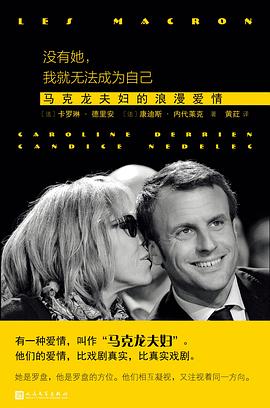 LES MACRON
没有她，
我就无法成为自己
马克龙夫妇的浪漫爱情
〔法〕卡罗琳·德里安 〔法〕康迪斯·内代莱克 著 黄荭 译
CAROLINE DERRIEN
CANDICE NEDELEC
有一种爱情，叫作“马克龙夫妇”。
他们的爱情，比戏剧真实，比真实戏剧。
她是罗盘，他是罗盘的方位。他们相互凝视，又注视着同一方向。
人民文学出版社